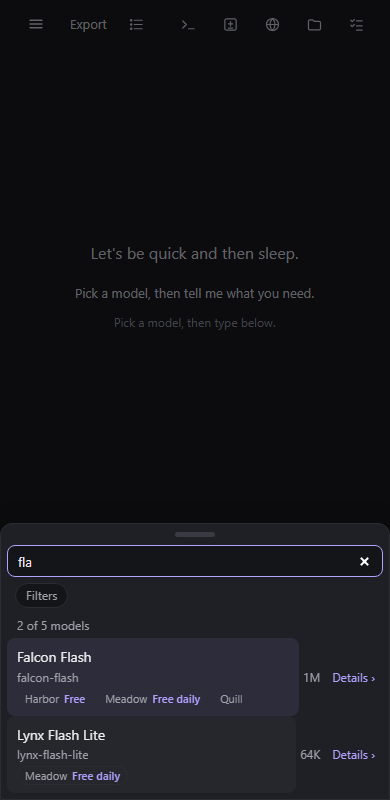 Export
Let's be quick and then sleep.
Pick a model, then tell me what you need.
Pick a model, then type below.
fla
Filters
2 of 5 models
Falcon Flash
falcon-flash 1M Details ›
Harbor Free Meadow Free daily Quill
Lynx Flash Lite
lynx-flash-lite 64K Details ›
Meadow Free daily